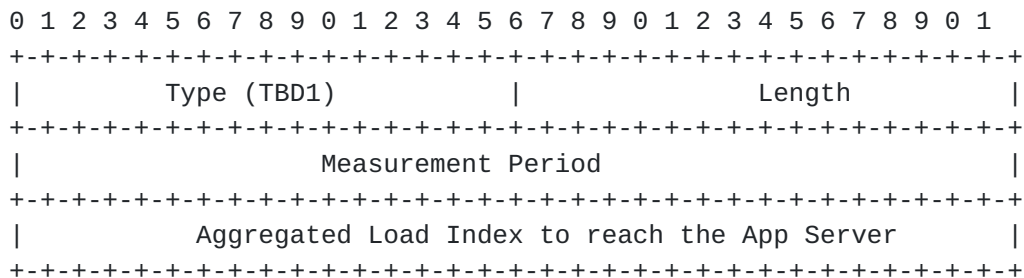 0 1 2 3 4 5 6 7 8 9 0 1 2 3 4 5 6 7 8 9 0 1 2 3 4 5 6 7 8 9 0 1
+-+-+-+-+-+-+-+-+-+-+-+-+-+-+-+-+-+-+-+-+-+-+-+-+-+-+-+-+-+-+-+-+
|         Type (TBD1)           |               Length          |
+-+-+-+-+-+-+-+-+-+-+-+-+-+-+-+-+-+-+-+-+-+-+-+-+-+-+-+-+-+-+-+-+
|                   Measurement Period                          |
+-+-+-+-+-+-+-+-+-+-+-+-+-+-+-+-+-+-+-+-+-+-+-+-+-+-+-+-+-+-+-+-+
|           Aggregated Load Index to reach the App Server       |
+-+-+-+-+-+-+-+-+-+-+-+-+-+-+-+-+-+-+-+-+-+-+-+-+-+-+-+-+-+-+-+-+